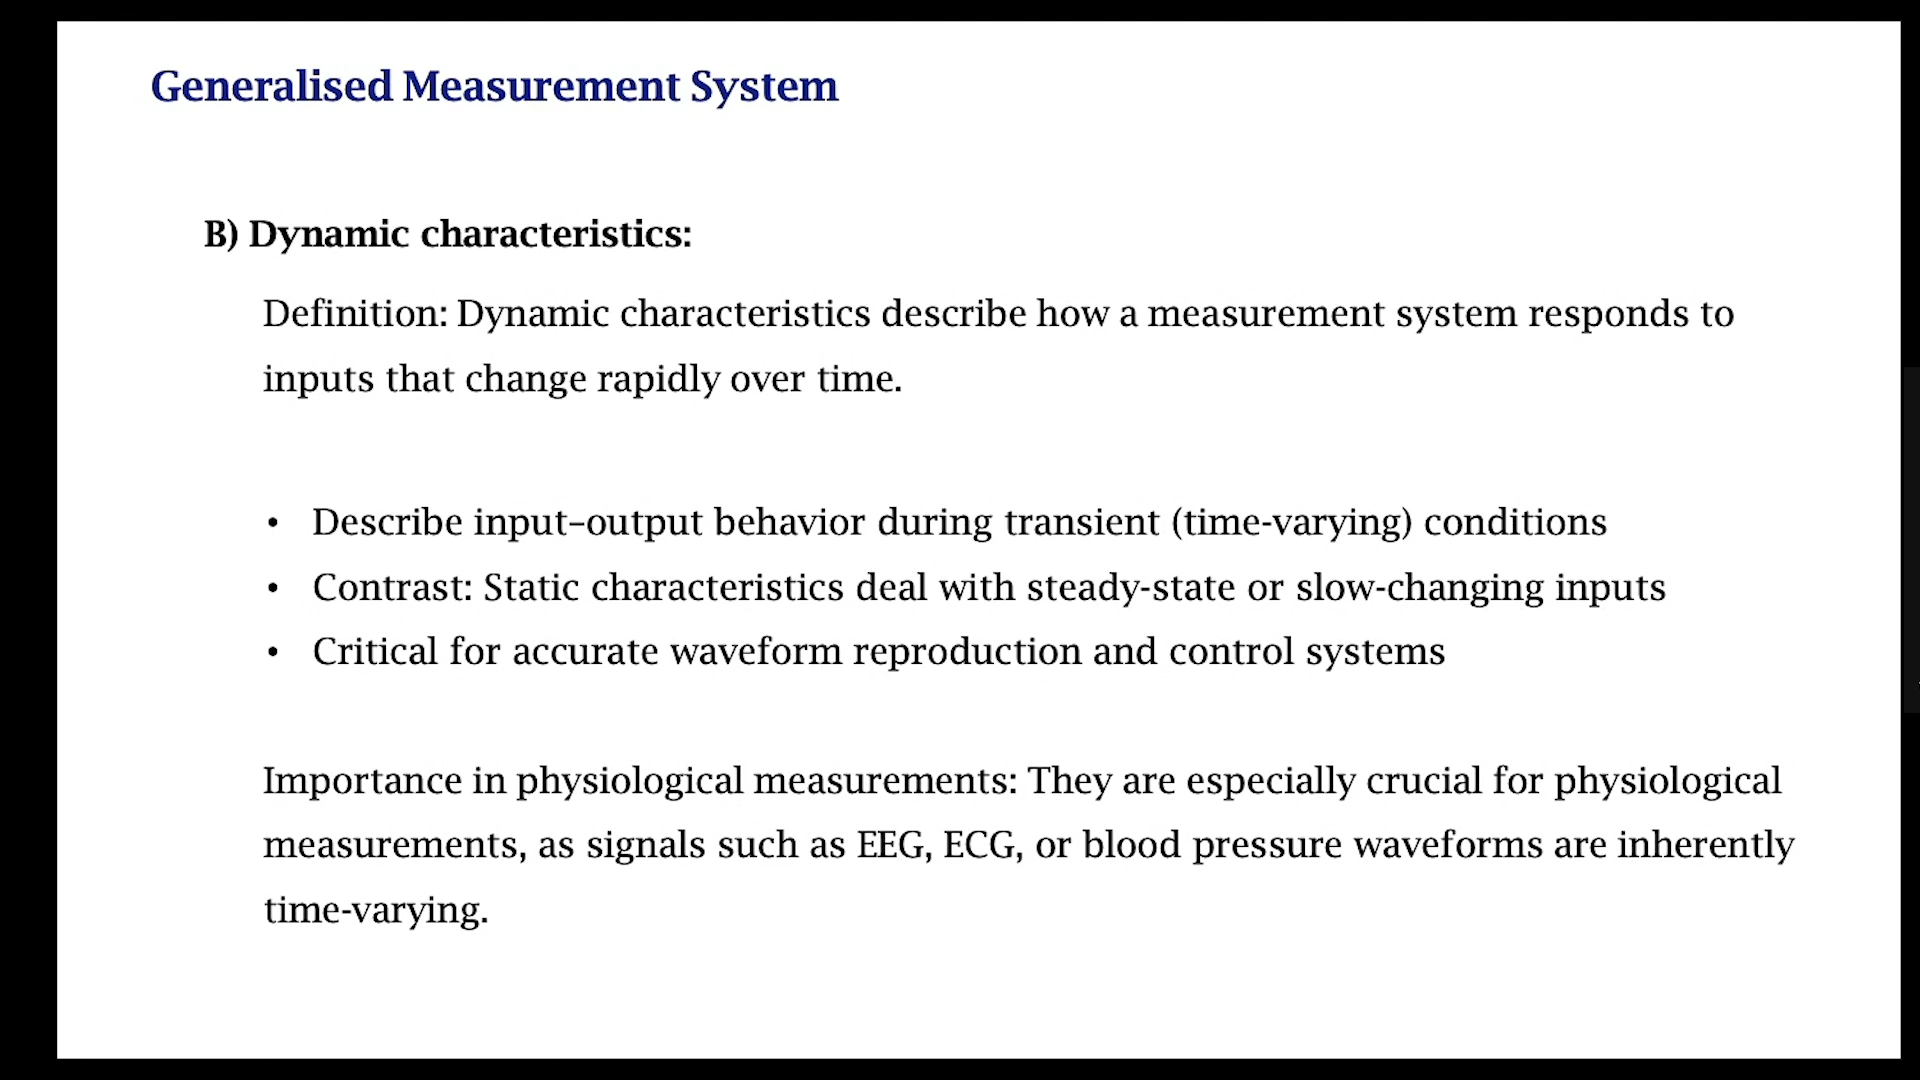 Generalised Measurement System
B) Dynamic characteristics:
Definition: Dynamic characteristics describe how a measurement system responds to
inputs that change rapidly over time.
• Describe input–output behavior during transient (time-varying) conditions
• Contrast: Static characteristics deal with steady-state or slow-changing inputs
• Critical for accurate waveform reproduction and control systems
Importance in physiological measurements: They are especially crucial for physiological
measurements, as signals such as EEG, ECG, or blood pressure waveforms are inherently
time-varying.